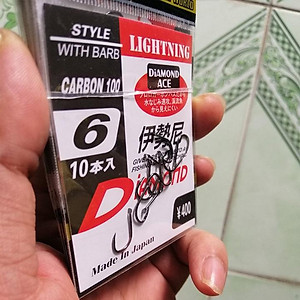 STYLE
WITH BARB
LIGHTNING
CARBON 100
DiAMOND
ACE
6
10本入
伊勢尼
Diamond
¥400
Made In Japan